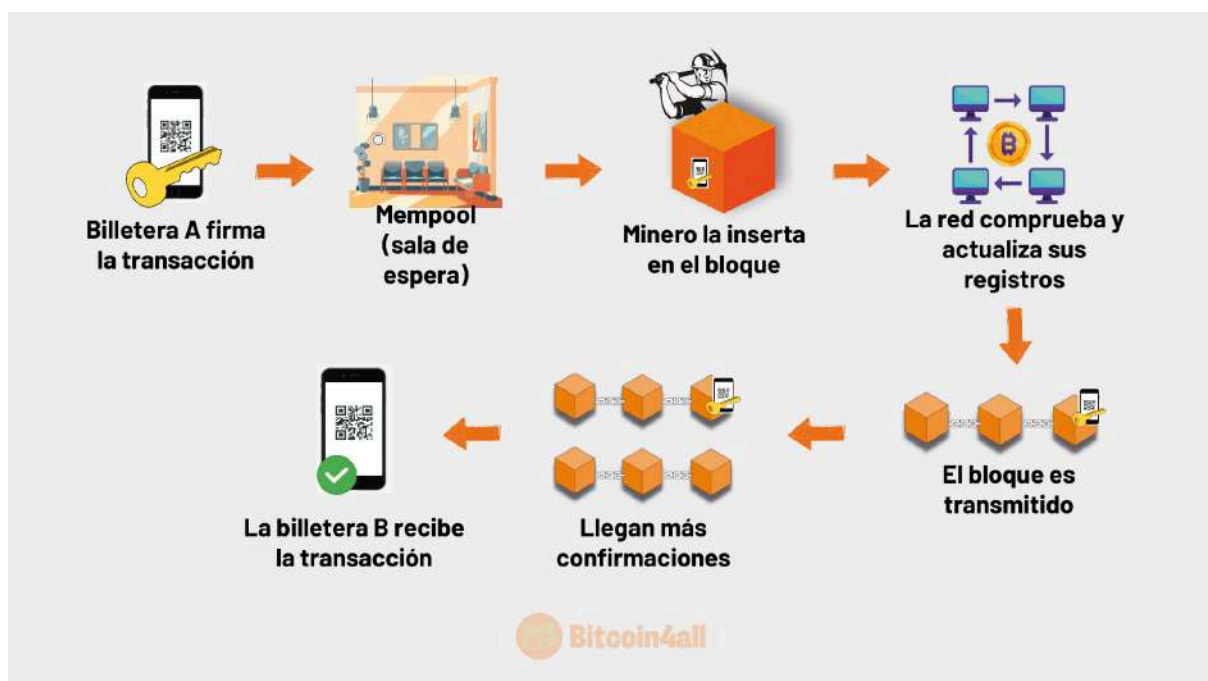 Billetera A firma
la transacción
Mempool
(sala de
espera)
Minero la inserta
en el bloque
La red comprueba y
actualiza sus
registros
El bloque es
transmitido
Llegan más
confirmaciones
La billetera B recibe
la transacción
Bitcoin4all